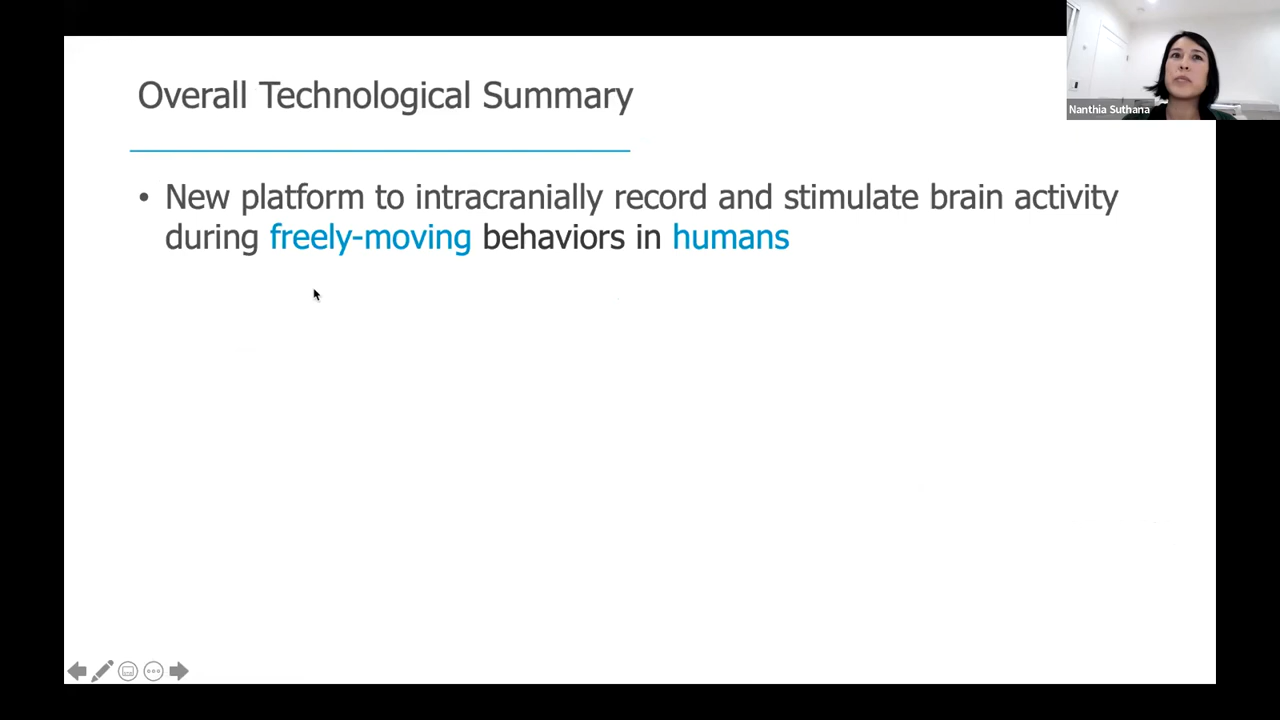 Overall Technological Summary
Nanthia Suthana
• New platform to intracranially record and stimulate brain activity
during freely-moving behaviors in humans